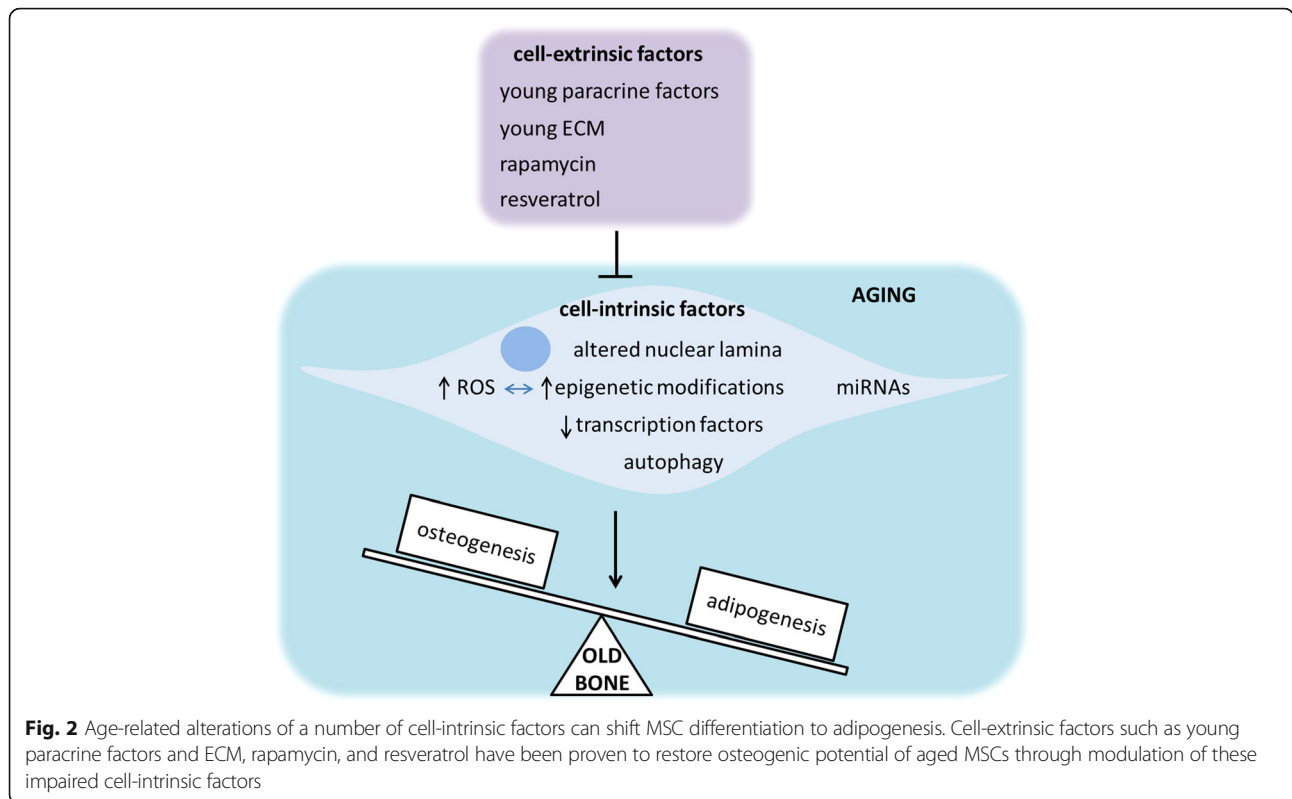 cell-extrinsic factors
young paracrine factors
young ECM
rapamycin
resveratrol
AGING
cell-intrinsic factors
altered nuclear lamina
↑ ROS ↔ ↑ epigenetic modifications
miRNAs
↓ transcription factors
autophagy
osteogenesis
adipogenesis
OLD
BONE
Fig. 2 Age-related alterations of a number of cell-intrinsic factors can shift MSC differentiation to adipogenesis. Cell-extrinsic factors such as young
paracrine factors and ECM, rapamycin, and resveratrol have been proven to restore osteogenic potential of aged MSCs through modulation of these
impaired cell-intrinsic factors